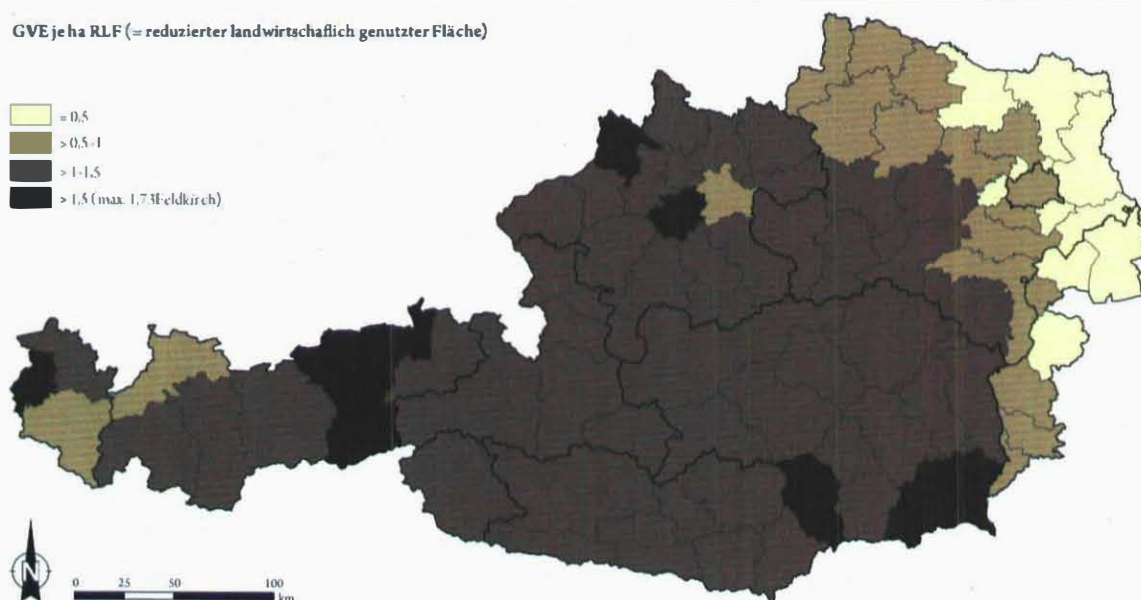 GVE je ha RLF (= reduzierter landwirtschaflich genutzter Fläche)
= 0,5
> 0,5-1
> 1-1,5
> 1,5 (max. 1,73Feldkirch)
N
0 25 50 100
km